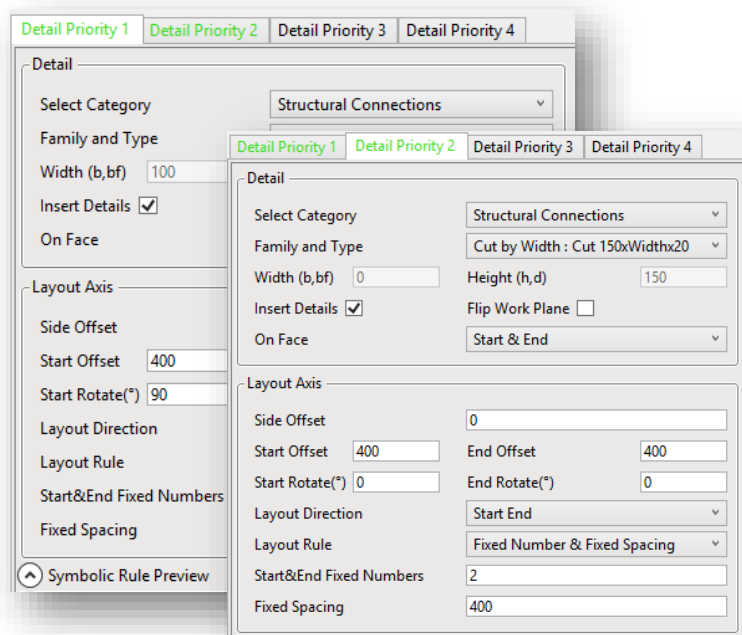 Detail Priority 1 Detail Priority 2 Detail Priority 3 Detail Priority 4
Detail
Select Category Structural Connections
Family and Type
Width (b,bf) 100
Insert Details
On Face
Layout Axis
Side Offset
Start Offset 400
Start Rotate(°) 90
Layout Direction
Layout Rule
Start&End Fixed Numbers
Fixed Spacing
Symbolic Rule Preview
Detail Priority 1 Detail Priority 2 Detail Priority 3 Detail Priority 4
Detail
Select Category Structural Connections
Family and Type Cut by Width : Cut 150xWidthx20
Width (b,bf) 0 Height (h,d) 150
Insert Details Flip Work Plane
On Face Start & End
Layout Axis
Side Offset 0
Start Offset 400 End Offset 400
Start Rotate(°) 0 End Rotate(°) 0
Layout Direction Start End
Layout Rule Fixed Number & Fixed Spacing
Start&End Fixed Numbers 2
Fixed Spacing 400